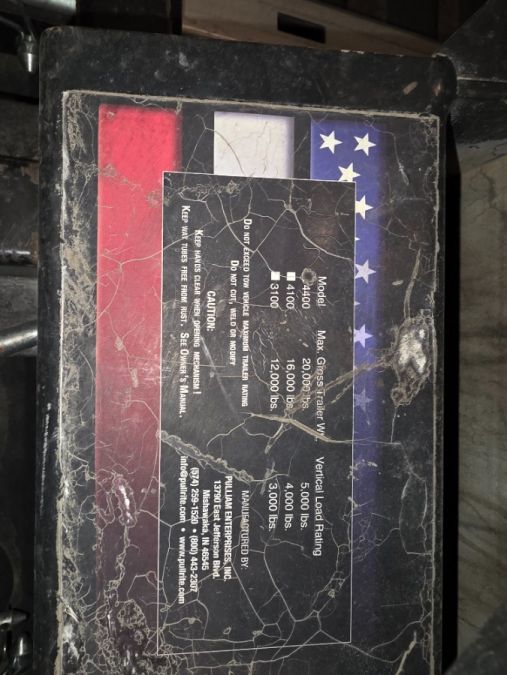 Model Max. Gross Trailer Wt. Vertical Load Rating
4400 20,000 lbs. 5,000 lbs.
4100 16,000 lbs. 4,000 lbs.
3100 12,000 lbs. 3,000 lbs.
DO NOT EXCEED TOW VEHICLE MAXIMUM TRAILER RATING
DO NOT CUT, WELD OR MODIFY
CAUTION:
KEEP HANDS CLEAR WHEN OPENING MECHANISM !
KEEP WAY TUBES FREE FROM RUST. SEE OWNER'S MANUAL.
MANUFACTURED BY:
PULLIAM ENTERPRISES, INC.
13790 East Jefferson Blvd.
Mishawaka, IN 46545
(574) 259-1520 • (800) 443-2307
info@pullrite.com • www.pullrite.com